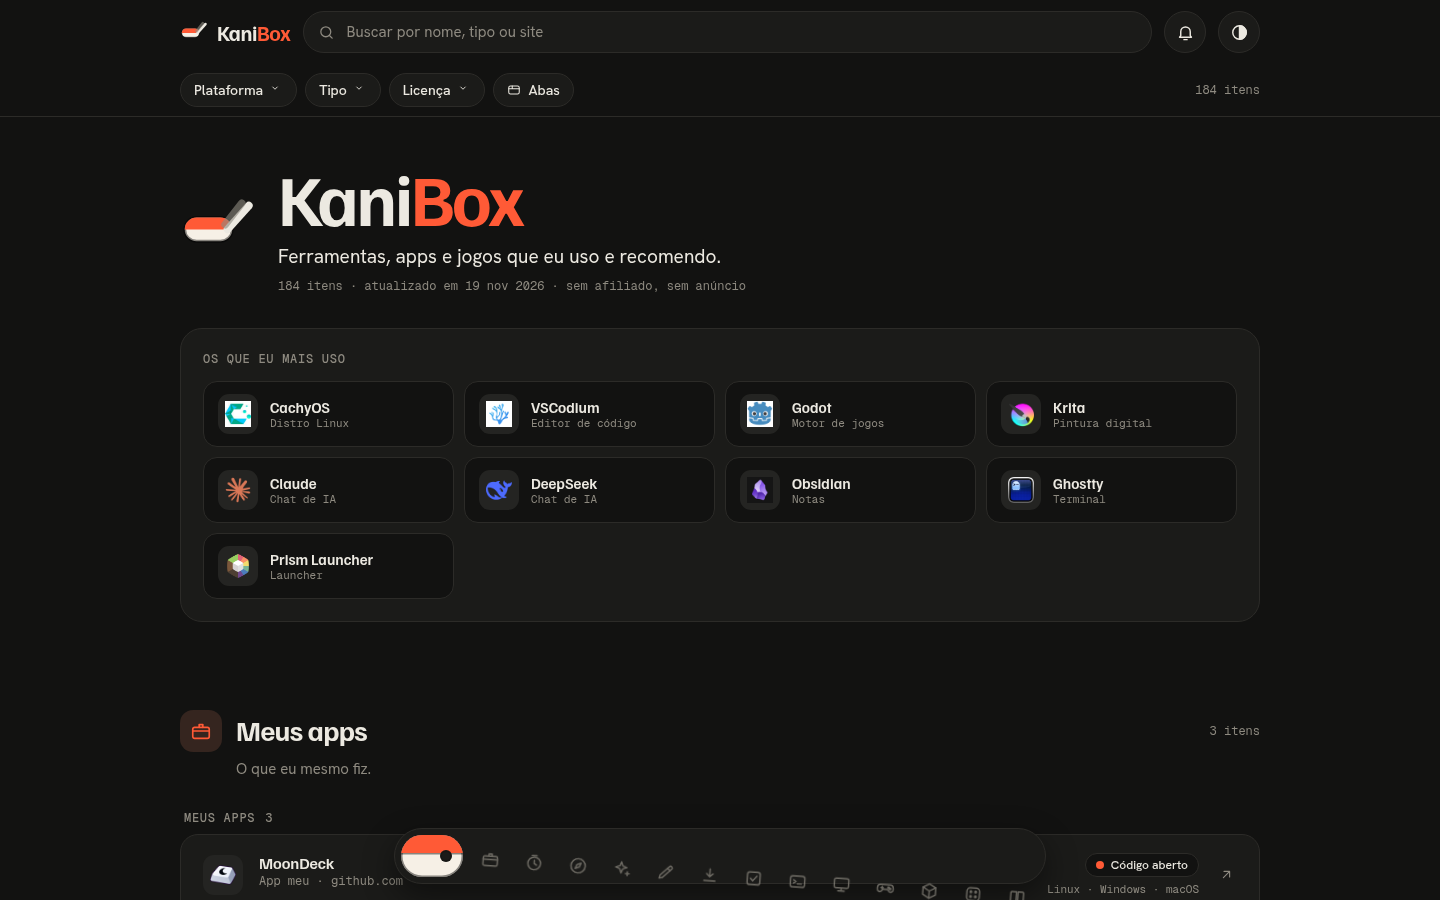 KaniBox
Buscar por nome, tipo ou site
Plataforma
Tipo
Licença
Abas
184 itens
KaniBox
Ferramentas, apps e jogos que eu uso e recomendo.
184 itens · atualizado em 19 nov 2026 · sem afiliado, sem anúncio
OS QUE EU MAIS USO
CachyOS
Distro Linux
VSCodium
Editor de código
Godot
Motor de jogos
Krita
Pintura digital
Claude
Chat de IA
DeepSeek
Chat de IA
Obsidian
Notas
Ghostty
Terminal
Prism Launcher
Launcher
Meus apps
3 itens
O que eu mesmo fiz.
MEUS APPS 3
MoonDeck
App meu · github.com
Código aberto
Linux · Windows · macOS